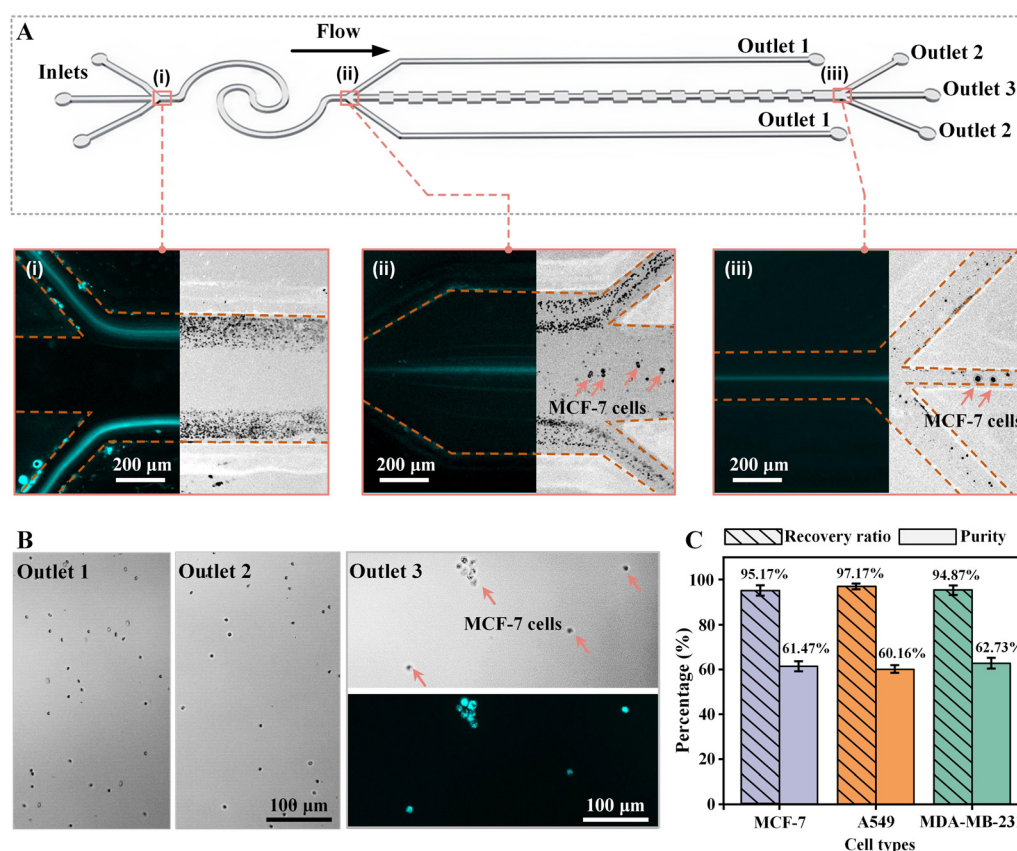 A
Flow
Inlets
(i)
(ii)
Outlet 1
(iii)
Outlet 2
Outlet 3
Outlet 1
Outlet 2
(i)
200 µm
(ii)
MCF-7 cells
200 µm
(iii)
MCF-7 cells
200 µm
B
Outlet 1
Outlet 2
100 µm
Outlet 3
MCF-7 cells
100 µm
C
Recovery ratio
Purity
95.17%
97.17%
94.87%
61.47%
60.16%
62.73%
100
80
60
40
20
0
Percentage (%)
MCF-7
A549
MDA-MB-23
Cell types